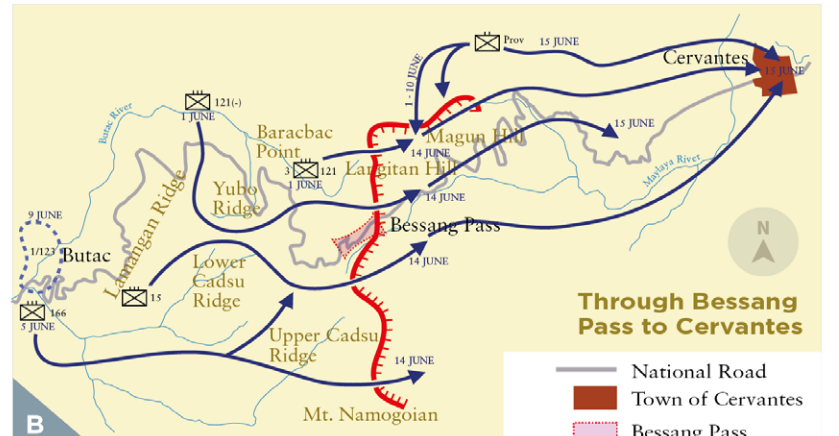 Prov
15 JUNE
Cervantes
15 JUNE
1 - 10 JUNE
121(-)
1 JUNE
Butac River
Baracbac
Point
Magun Hill
15 JUNE
14 JUNE
3
121
1 JUNE
Langitan Hill
Maylaya River
Lamangan Ridge
Yubo
Ridge
14 JUNE
9 JUNE
1/123
Butac
Bessang Pass
N
Lower
Cadsu
Ridge
14 JUNE
15
166
5 JUNE
Through Bessang
Pass to Cervantes
Upper Cadsu
Ridge
14 JUNE
National Road
Town of Cervantes
Mt. Namogoian
B
Bessang Pass